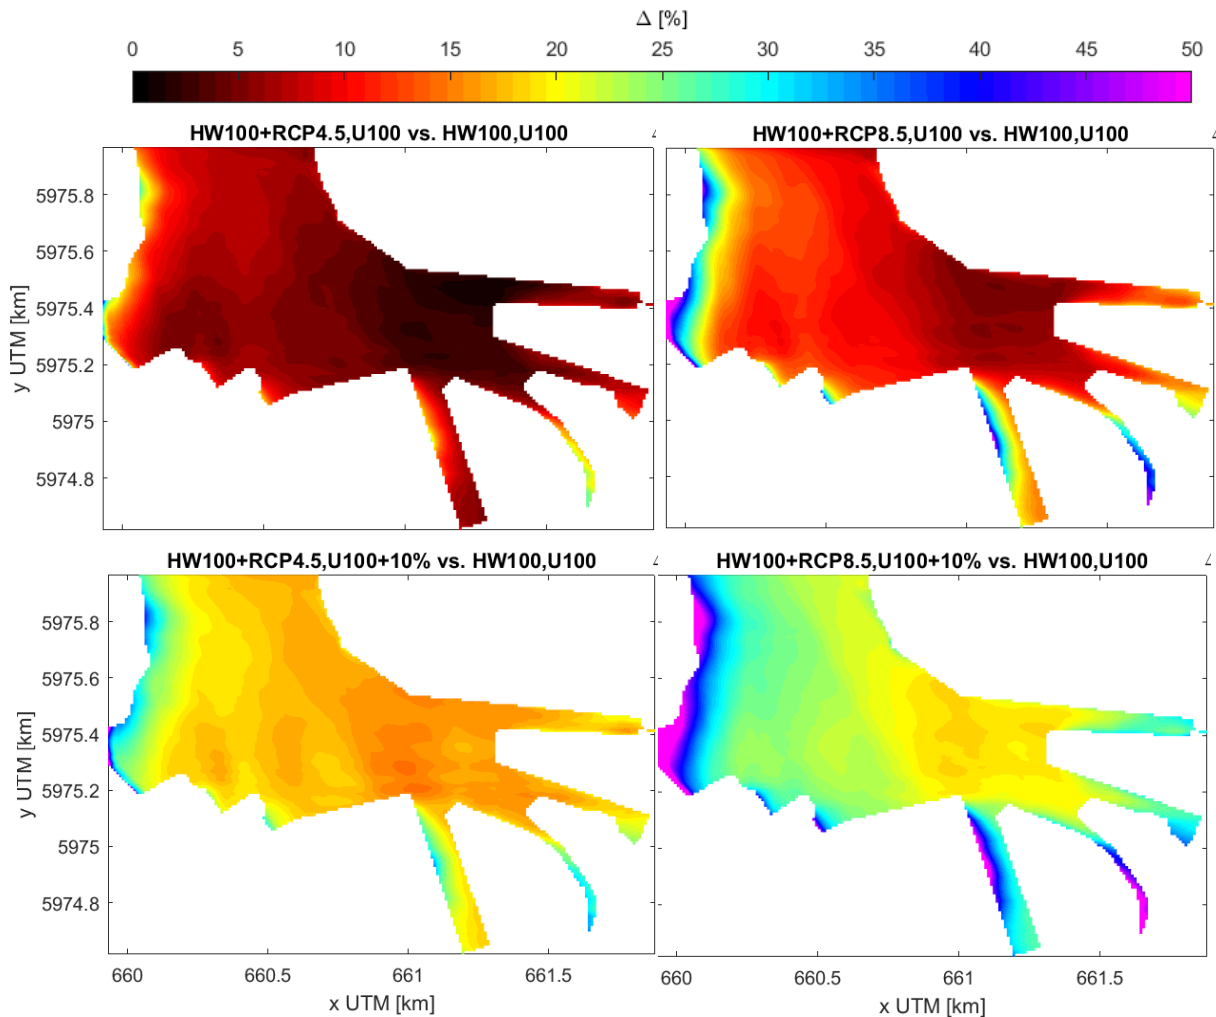 Δ [%]
0 5 10 15 20 25 30 35 40 45 50
HW100+RCP4.5,U100 vs. HW100,U100
HW100+RCP8.5,U100 vs. HW100,U100
5975.8
5975.6
5975.4
5975.2
5975
5974.8
y UTM [km]
HW100+RCP4.5,U100+10% vs. HW100,U100
HW100+RCP8.5,U100+10% vs. HW100,U100
5975.8
5975.6
5975.4
5975.2
5975
5974.8
y UTM [km]
660 660.5 661 661.5
x UTM [km]
660 660.5 661 661.5
x UTM [km]